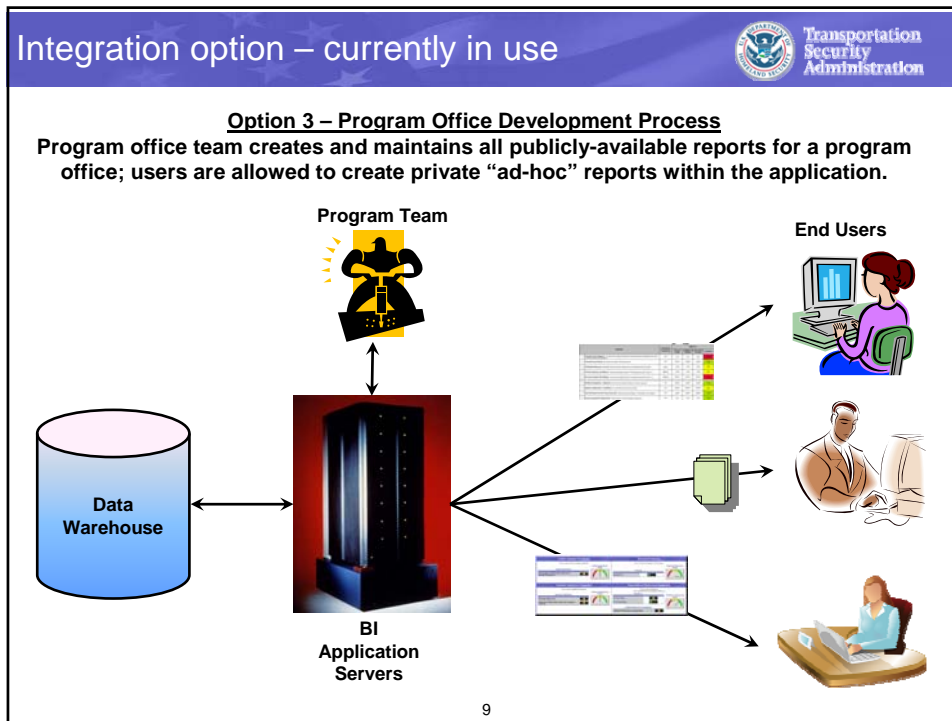 Integration option – currently in use
Transportation
Security
Administration
Option 3 – Program Office Development Process
Program office team creates and maintains all publicly-available reports for a program
office; users are allowed to create private “ad-hoc” reports within the application.
Program Team
End Users
Data
Warehouse
BI
Application
Servers
9